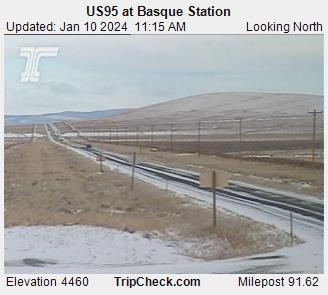 US95 at Basque Station
Updated: Jan 10 2024 11:15 AM Looking North
Elevation 4460 TripCheck.com Milepost 91.62